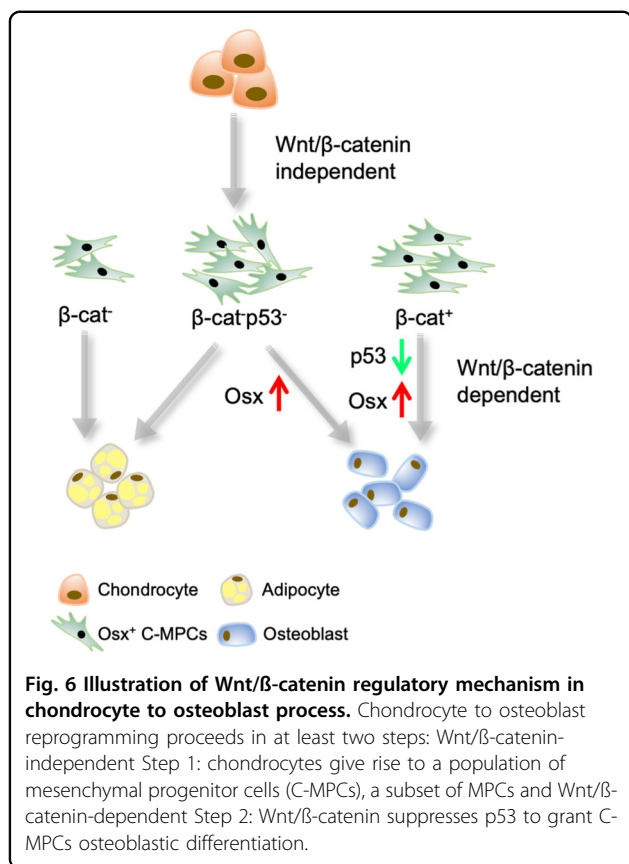 Wnt/β-catenin
independent
β-cat⁻
β-cat⁻p53⁻
β-cat⁺
p53
Osx
Osx
Wnt/β-catenin
dependent
Chondrocyte
Adipocyte
Osx⁺ C-MPCs
Osteoblast
Fig. 6 Illustration of Wnt/ß-catenin regulatory mechanism in
chondrocyte to osteoblast process. Chondrocyte to osteoblast
reprogramming proceeds in at least two steps: Wnt/ß-catenin-
independent Step 1: chondrocytes give rise to a population of
mesenchymal progenitor cells (C-MPCs), a subset of MPCs and Wnt/ß-
catenin-dependent Step 2: Wnt/ß-catenin suppresses p53 to grant C-
MPCs osteoblastic differentiation.